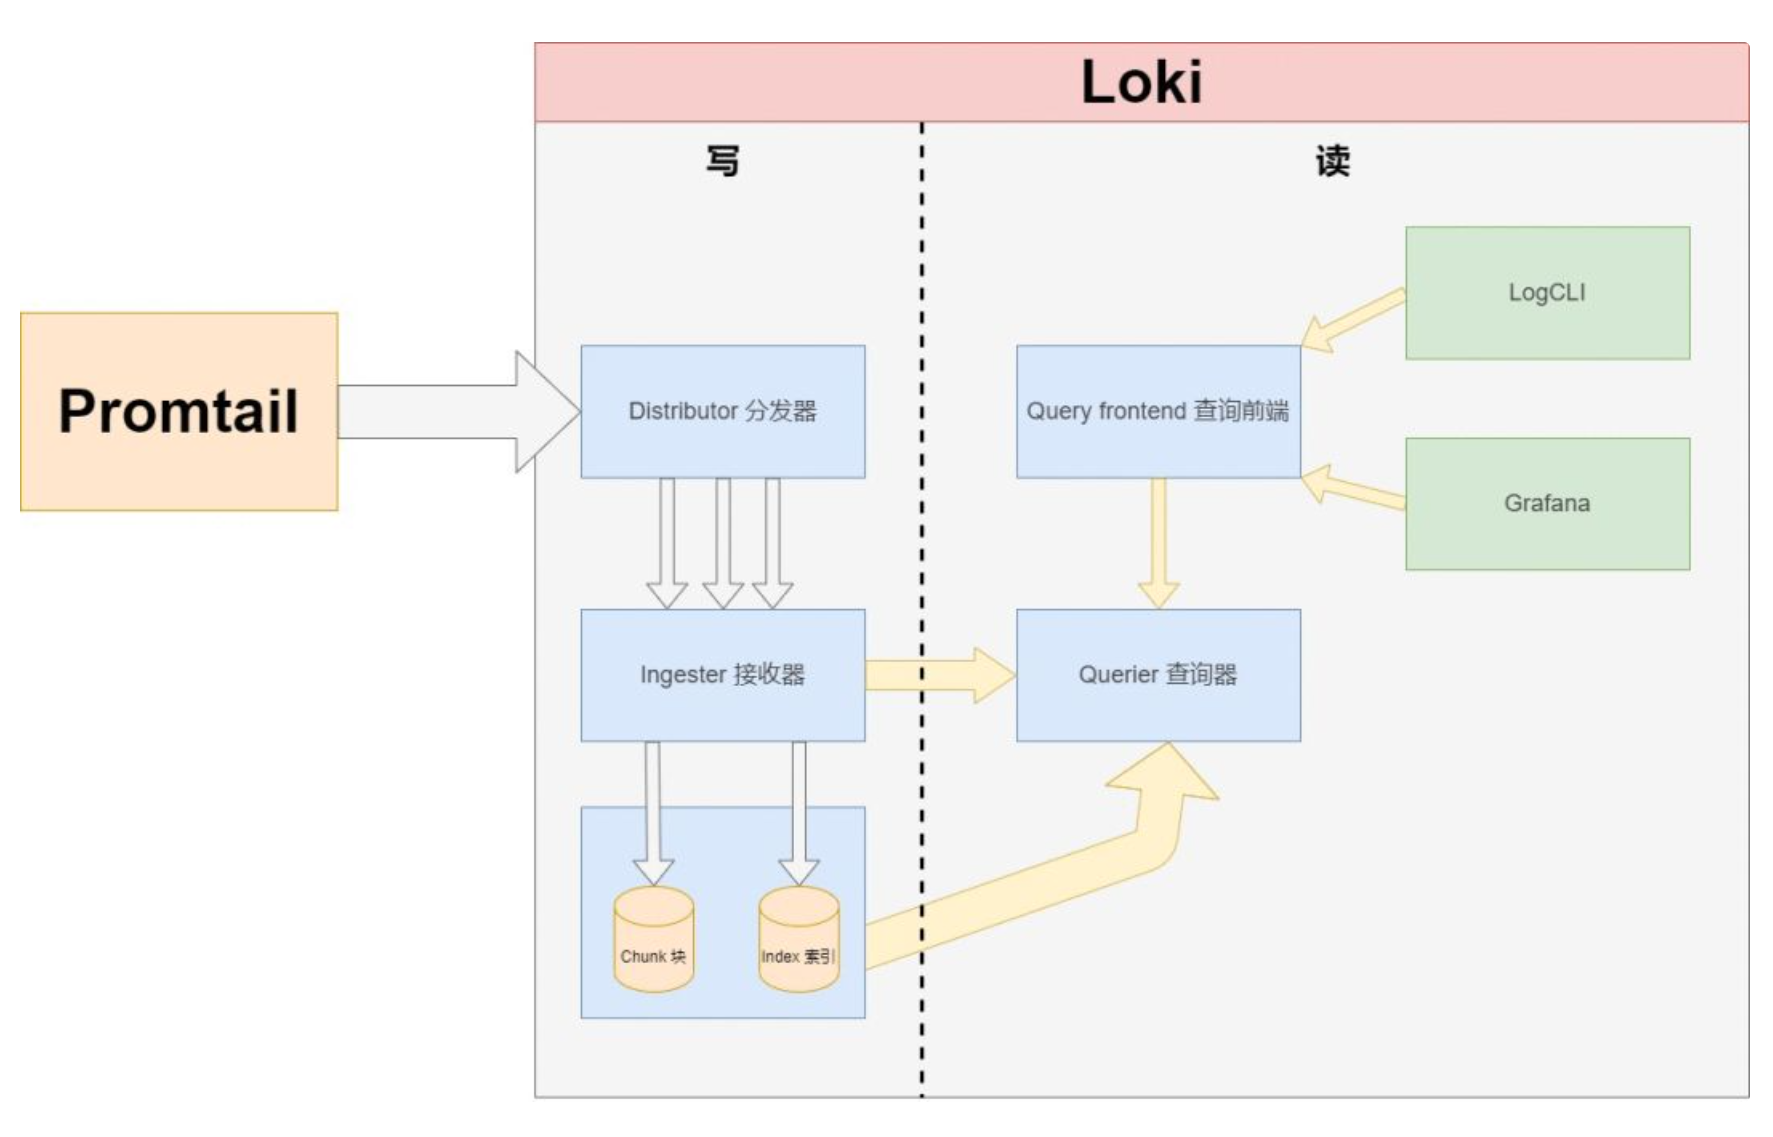 Loki
写
读
LogCLI
Promtail
Distributor 分发器
Query frontend 查询前端
Grafana
Ingester 接收器
Querier 查询器
Chunk 块
Index 索引